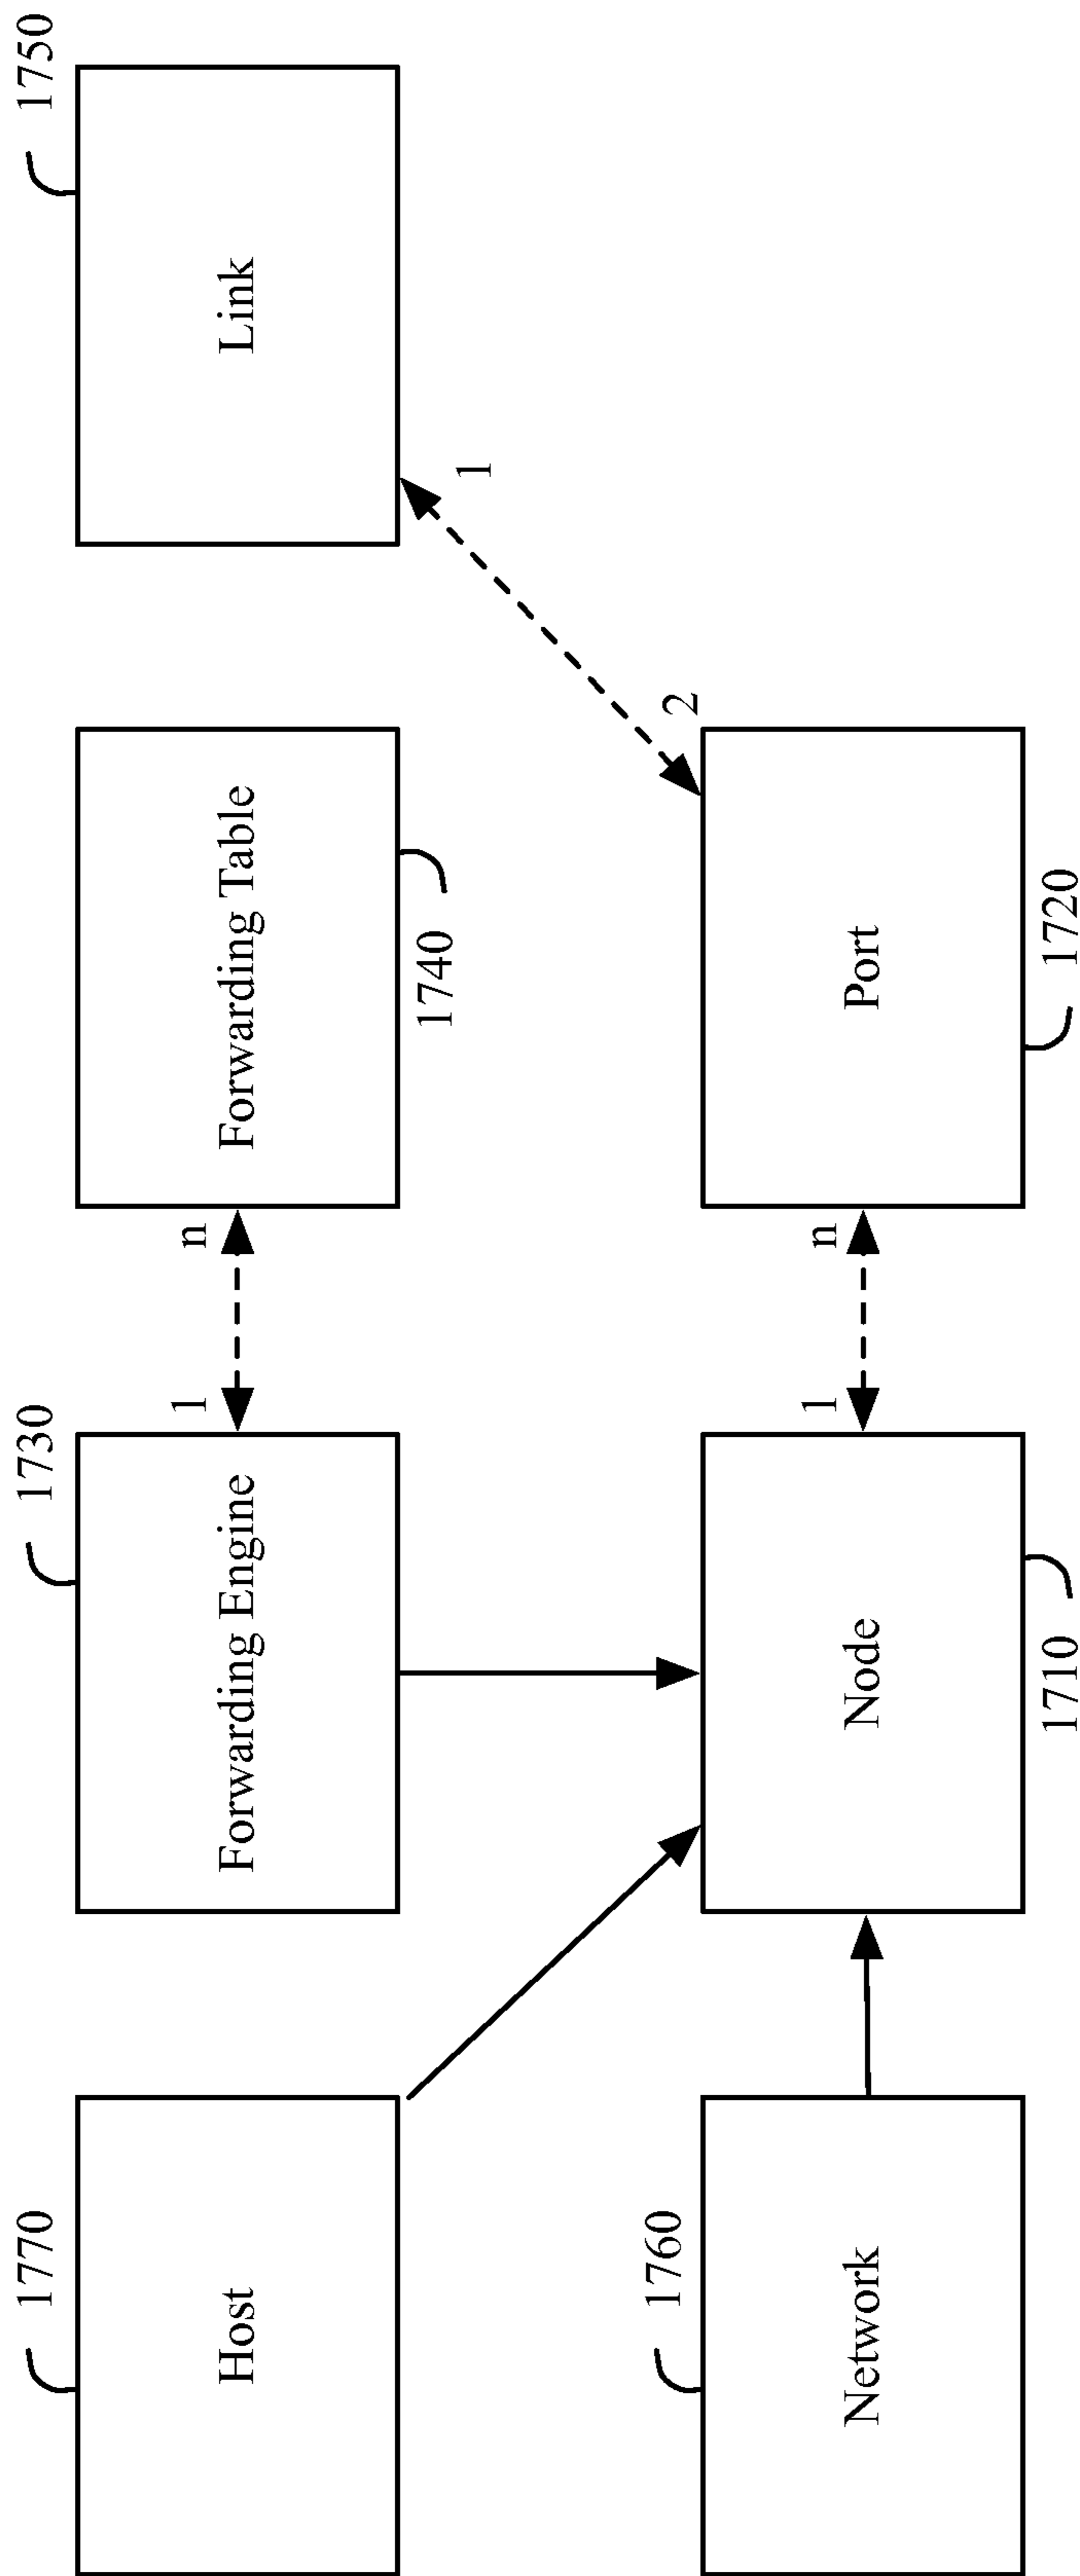 1770
1730
1750
1
n
Host
Forwarding Engine
Forwarding Table
Link
1740
1
1760
2
1
n
Network
Node
Port
1710
1720